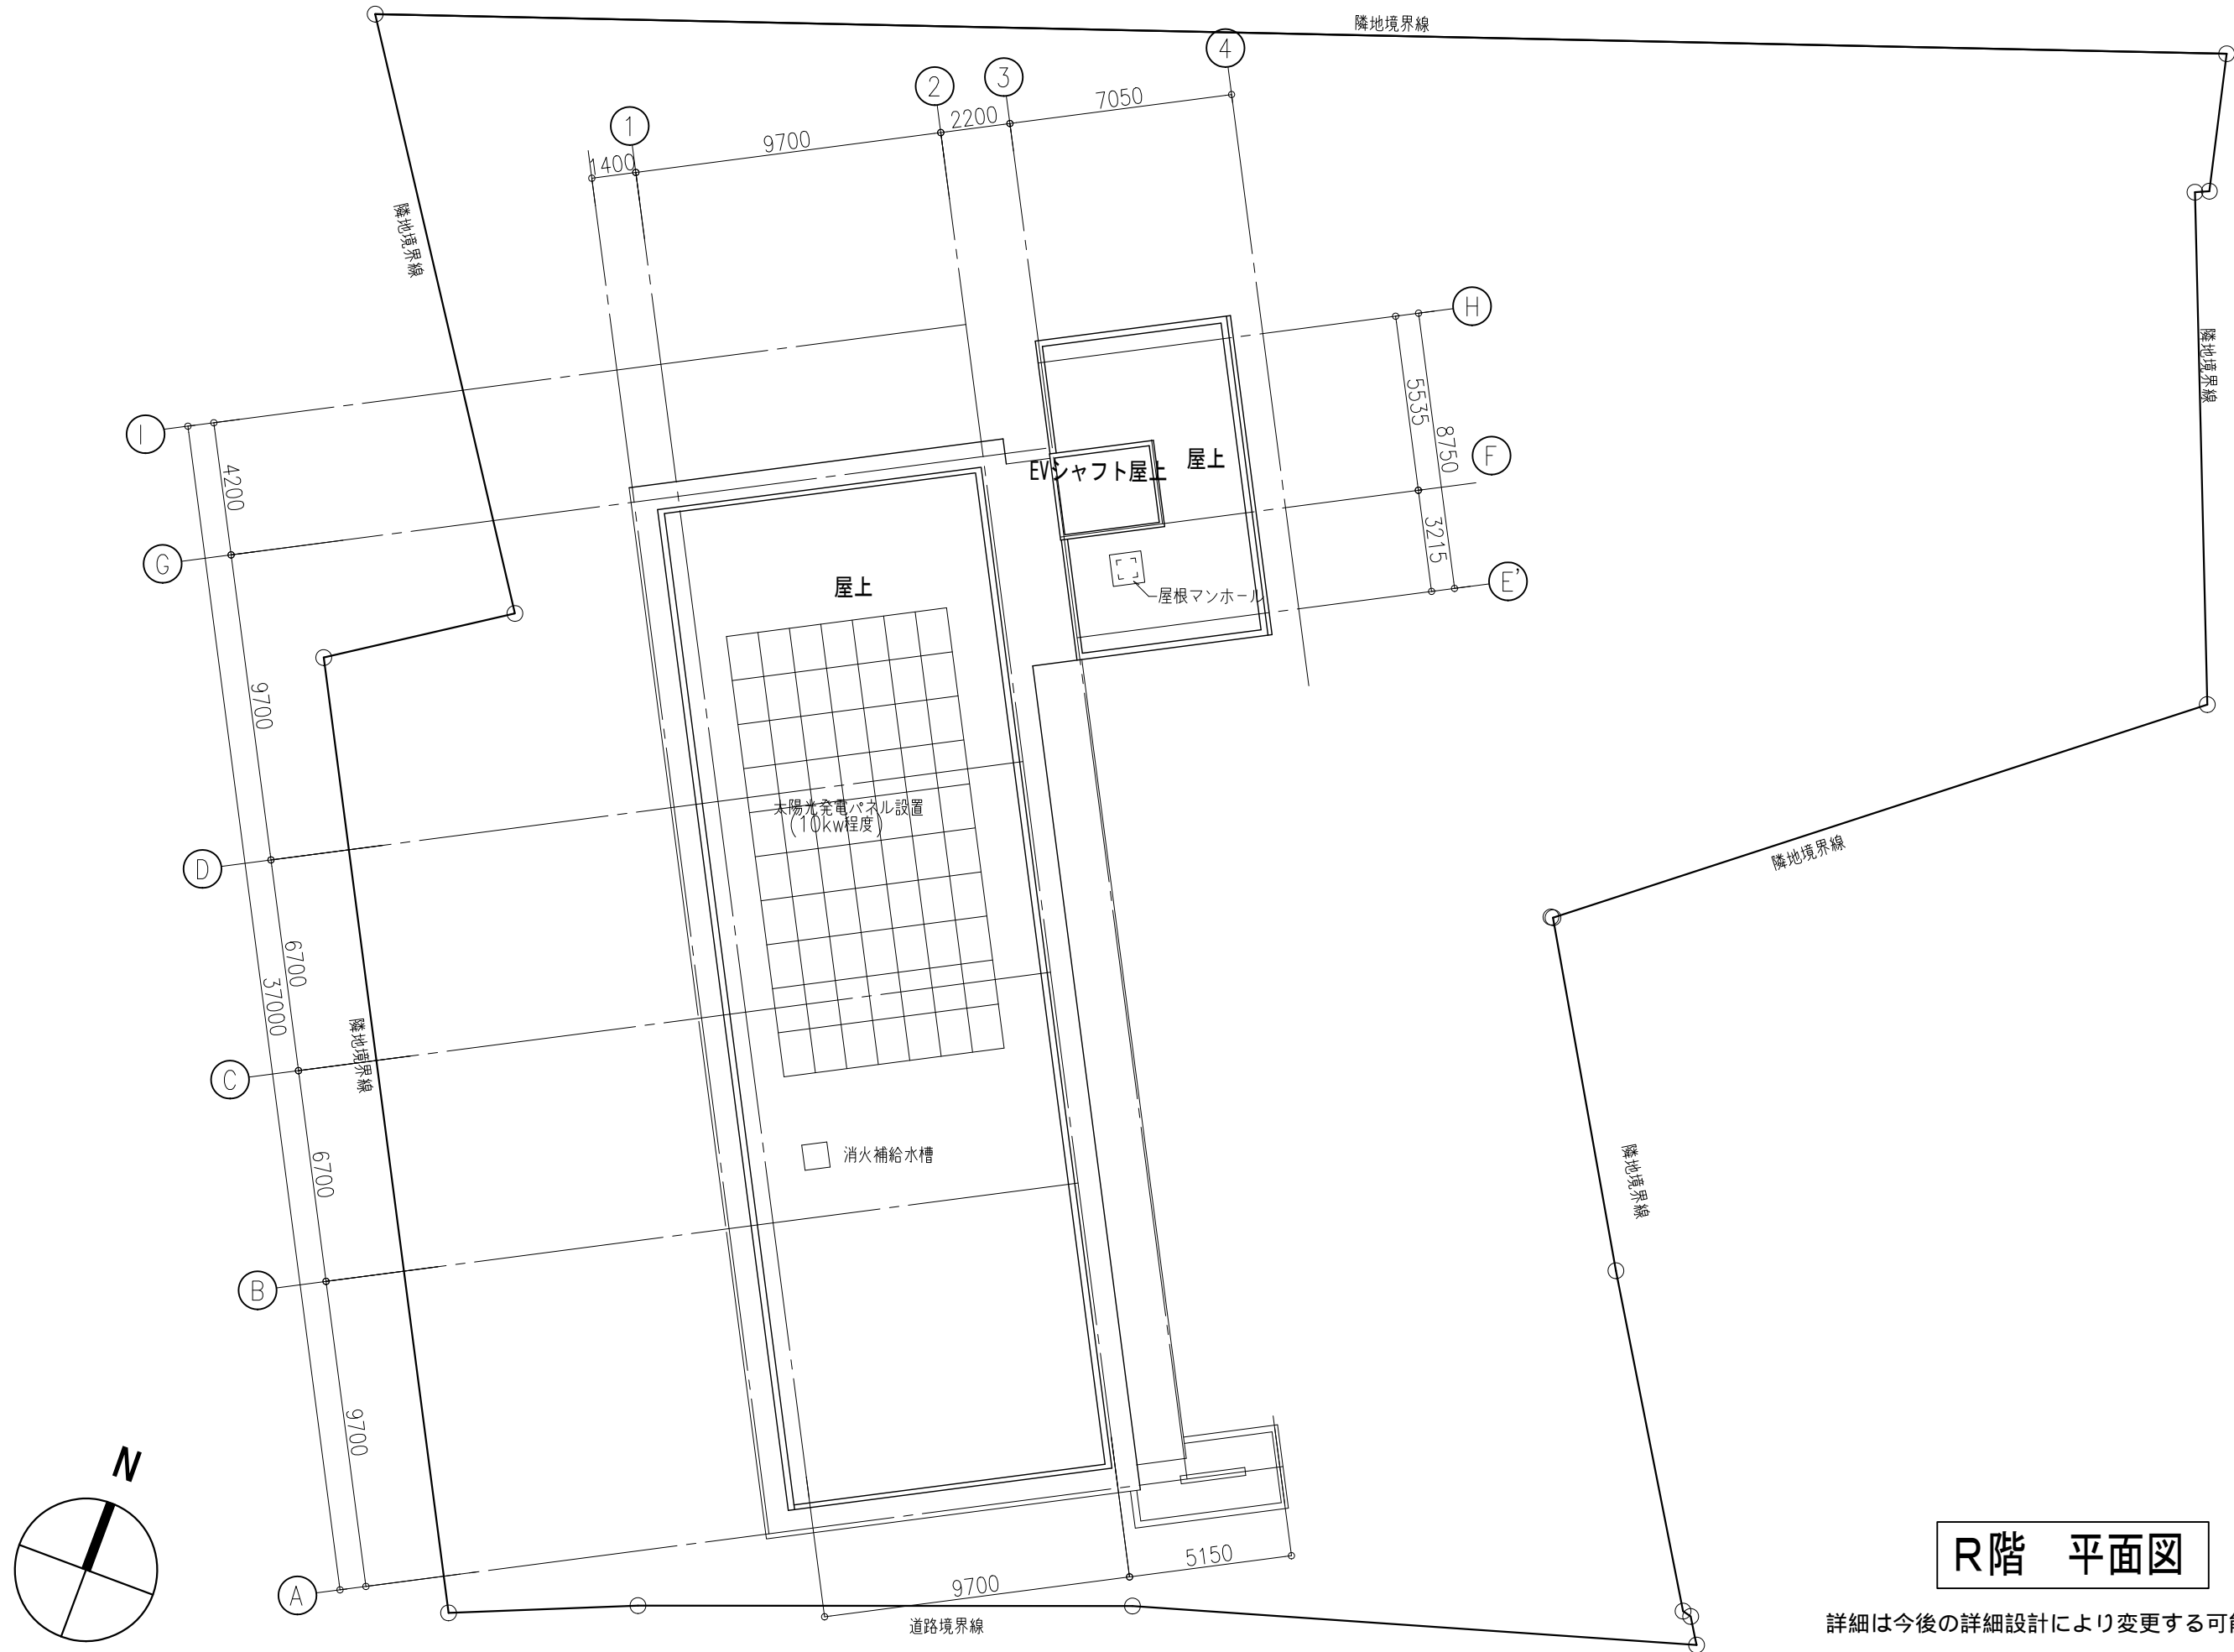 隣地境界線
4
3
2
1
7050
2200
9700
1400
隣地境界線
H
隣地境界線
5535
8750
F
I
屋上
EVシャフト屋上
4200
3215
G
E'
屋上
屋根マンホール
9700
太陽光発電パネル設置
(10kw程度)
D
隣地境界線
6700
37000
隣地境界線
C
消火補給水槽
6700
隣地境界線
B
9700
N
R階 平面図
5150
9700
A
道路境界線
詳細は今後の詳細設計により変更する可